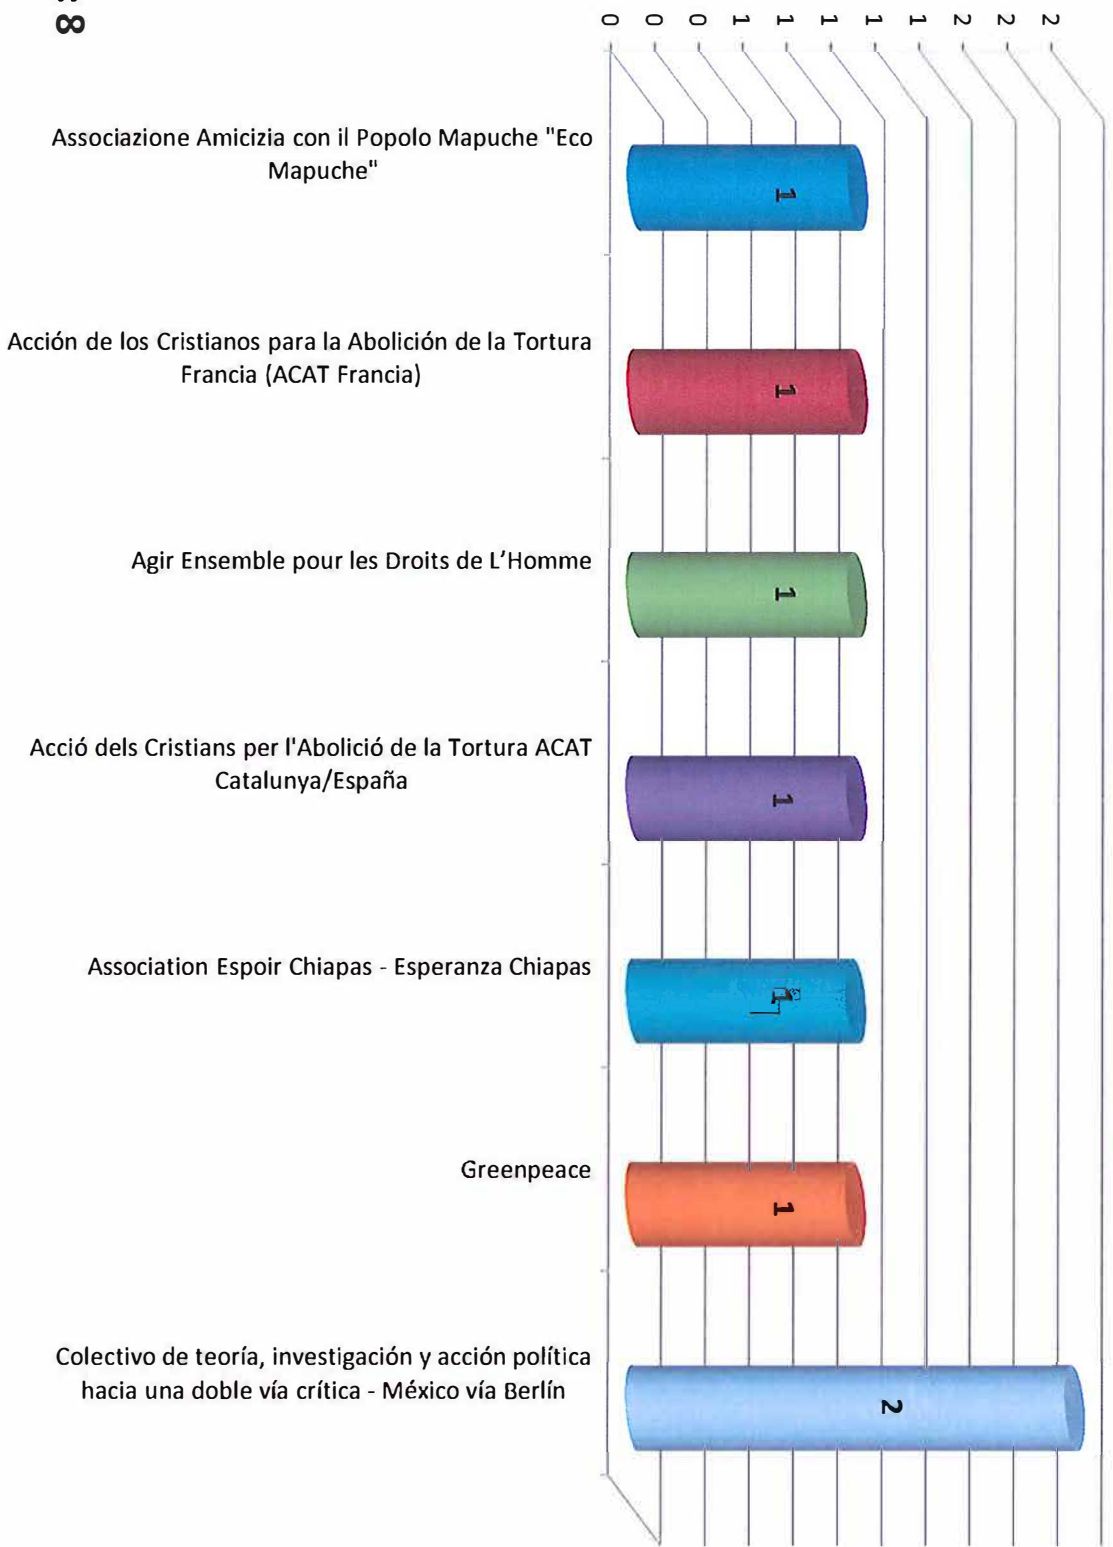 8
0
0
0
1
1
1
1
1
2
2
2
Associazione Amicizia con il Popolo Mapuche "Eco
Mapuche"
1
Acción de los Cristianos para la Abolición de la Tortura
Francia (ACAT Francia)
1
Agir Ensemble pour les Droits de L'Homme
1
Acció dels Cristians per l'Abolició de la Tortura ACAT
Catalunya/España
1
Association Espoir Chiapas - Esperanza Chiapas
1
Greenpeace
1
Colectivo de teoría, investigación y acción política
hacia una doble vía crítica - México vía Berlín
2